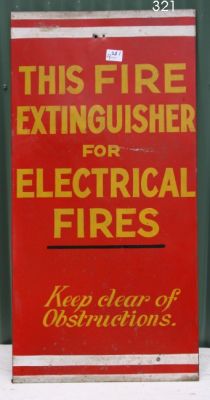 321
THIS FIRE
EXTINGUISHER
FOR
ELECTRICAL
FIRES
Keep clear of
Obstructions.